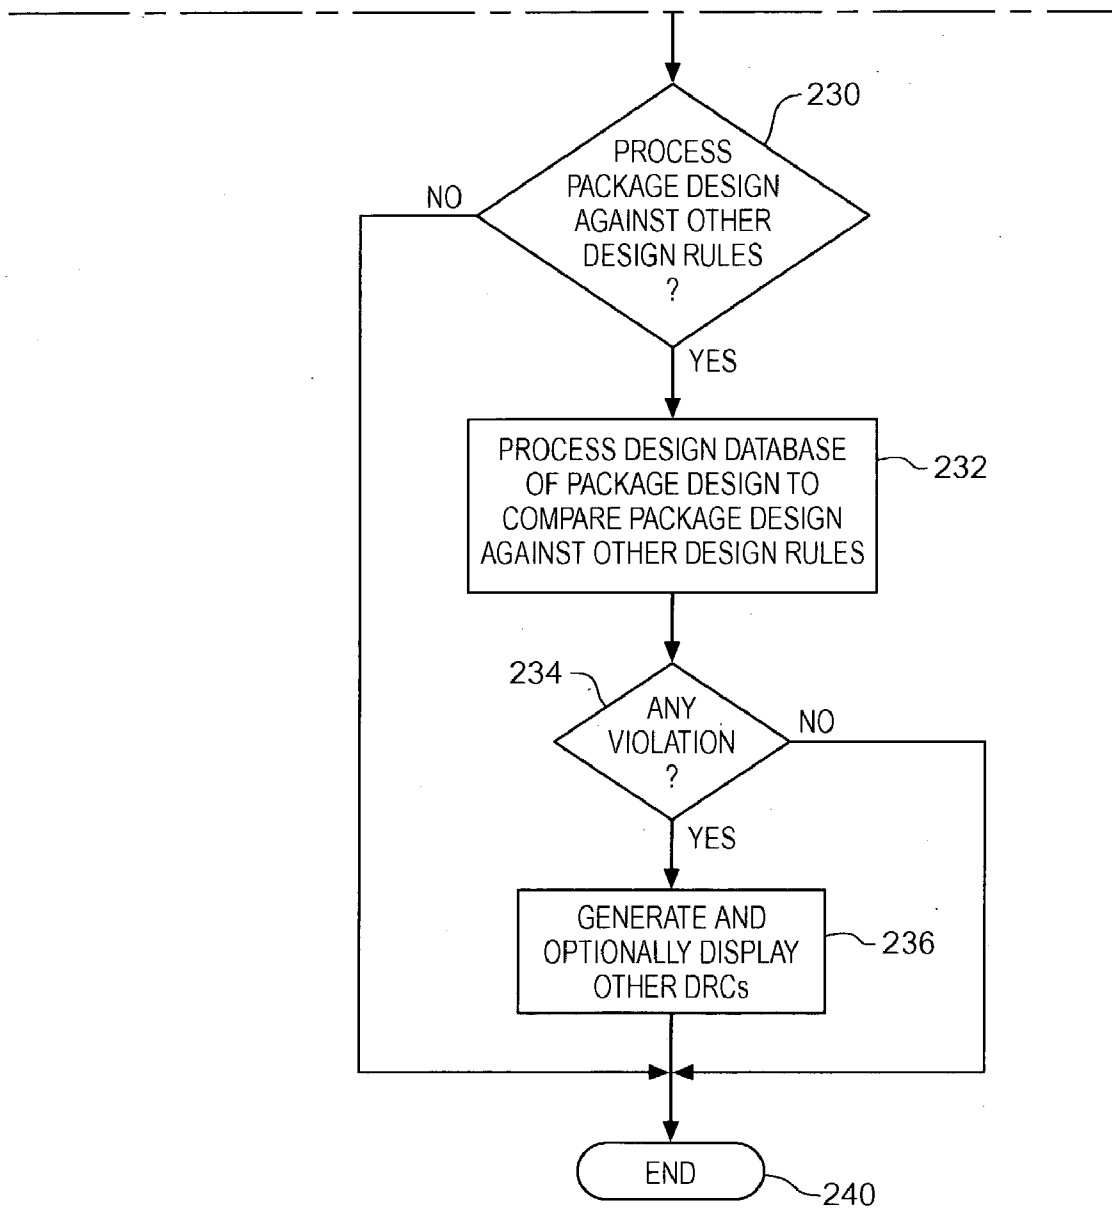 230
PROCESS
PACKAGE DESIGN
AGAINST OTHER
DESIGN RULES
?
NO
YES
PROCESS DESIGN DATABASE
OF PACKAGE DESIGN TO
COMPARE PACKAGE DESIGN
AGAINST OTHER DESIGN RULES
232
234
ANY
VIOLATION
?
NO
YES
GENERATE AND
OPTIONALLY DISPLAY
OTHER DRCs
236
END
240